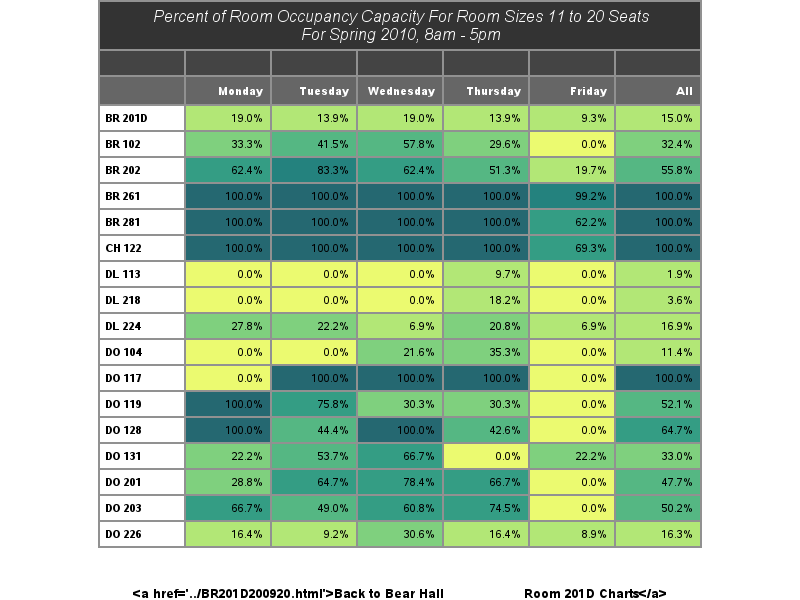 Percent of Room Occupancy Capacity For Room Sizes 11 to 20 Seats
For Spring 2010, 8am - 5pm
Monday Tuesday Wednesday Thursday Friday All
BR 201D 19.0% 13.9% 19.0% 13.9% 9.3% 15.0%
BR 102 33.3% 41.5% 57.8% 29.6% 0.0% 32.4%
BR 202 62.4% 83.3% 62.4% 51.3% 19.7% 55.8%
BR 261 100.0% 100.0% 100.0% 100.0% 99.2% 100.0%
BR 281 100.0% 100.0% 100.0% 100.0% 62.2% 100.0%
CH 122 100.0% 100.0% 100.0% 100.0% 69.3% 100.0%
DL 113 0.0% 0.0% 0.0% 9.7% 0.0% 1.9%
DL 218 0.0% 0.0% 0.0% 18.2% 0.0% 3.6%
DL 224 27.8% 22.2% 6.9% 20.8% 6.9% 16.9%
DO 104 0.0% 0.0% 21.6% 35.3% 0.0% 11.4%
DO 117 0.0% 100.0% 100.0% 100.0% 0.0% 100.0%
DO 119 100.0% 75.8% 30.3% 30.3% 0.0% 52.1%
DO 128 100.0% 44.4% 100.0% 42.6% 0.0% 64.7%
DO 131 22.2% 53.7% 66.7% 0.0% 22.2% 33.0%
DO 201 28.8% 64.7% 78.4% 66.7% 0.0% 47.7%
DO 203 66.7% 49.0% 60.8% 74.5% 0.0% 50.2%
DO 226 16.4% 9.2% 30.6% 16.4% 8.9% 16.3%
<a href='../BR201D200920.html'>Back to Bear Hall Room 201D Charts</a>